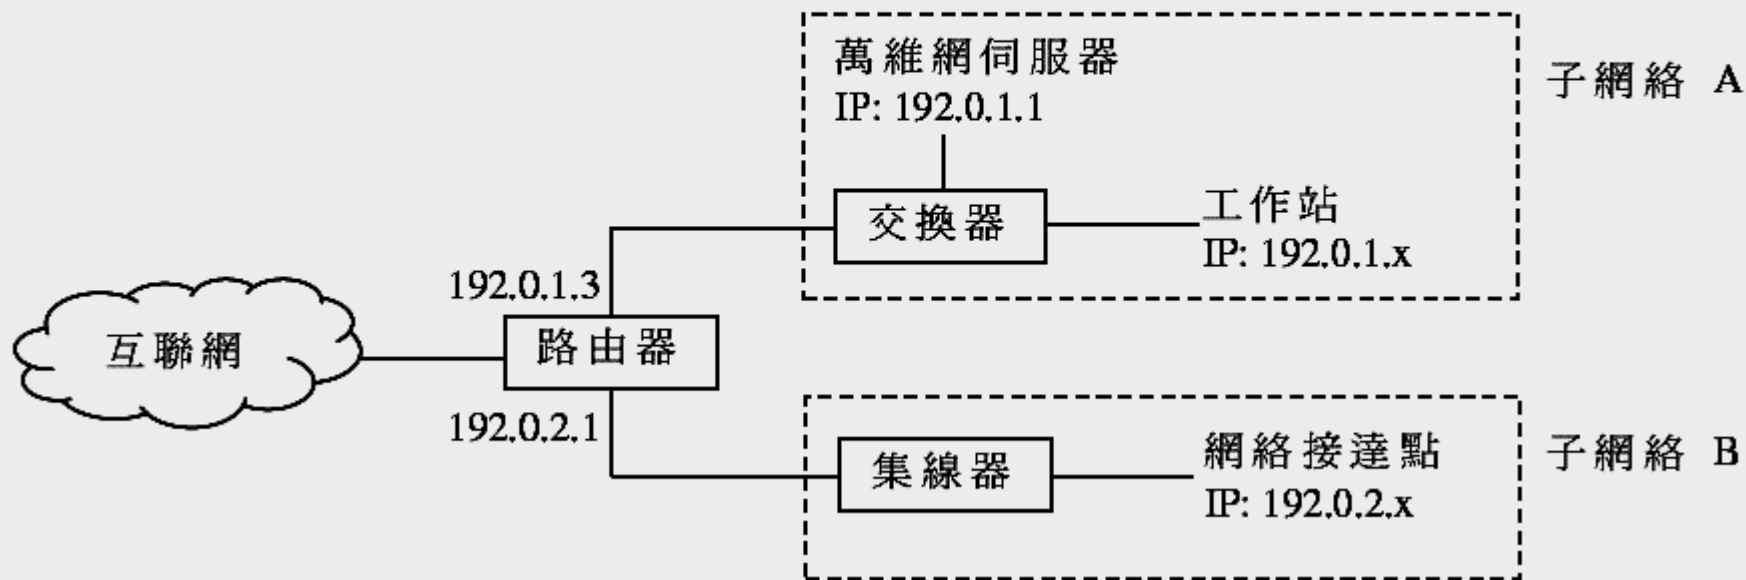 萬維網伺服器
IP: 192.0.1.1
子網絡 A
交換器
工作站
IP: 192.0.1.x
192.0.1.3
互聯網
路由器
192.0.2.1
集線器
網絡接達點
IP: 192.0.2.x
子網絡 B